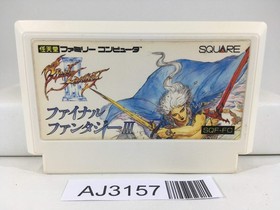 任天堂 ファミリー コンピュータ
SQUARE
FINAL FANTASY III
ファイナル
ファンタジーIII
SQF-FD
AJ3157